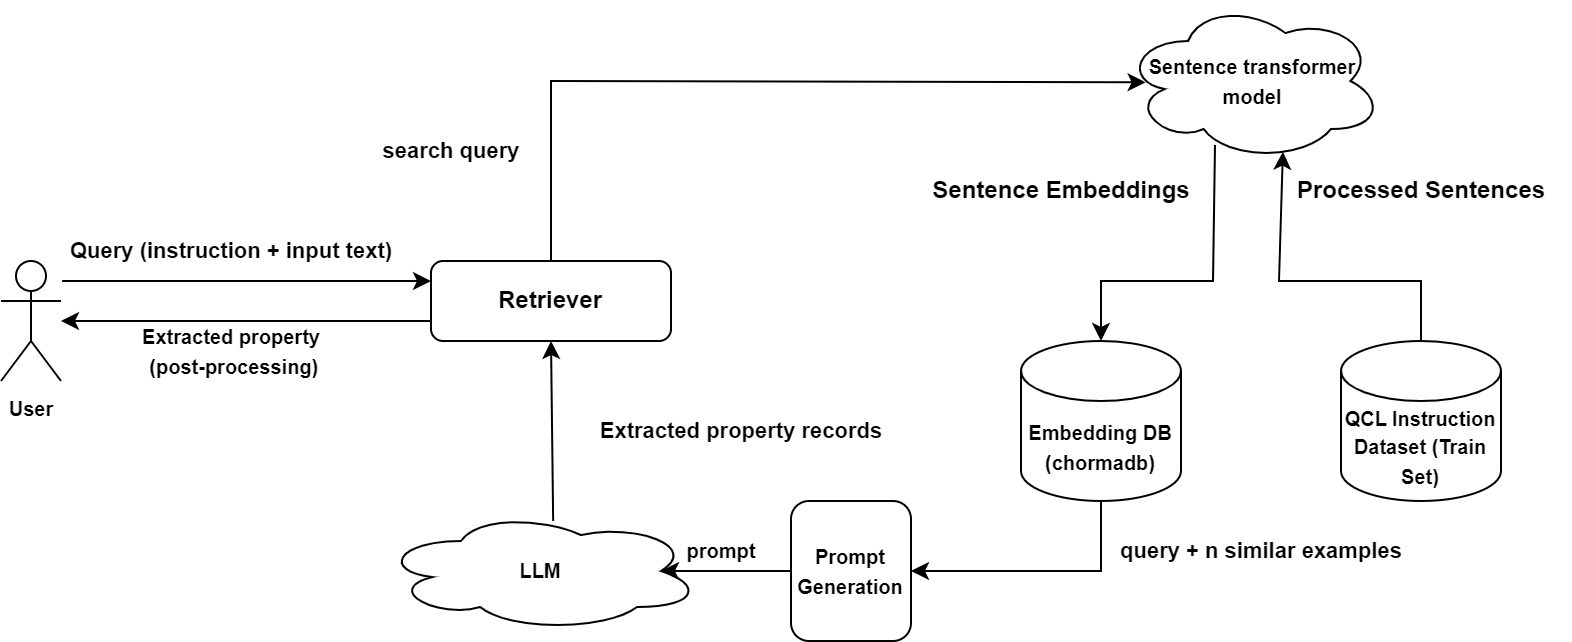 Sentence transformer
model
search query
Sentence Embeddings
Processed Sentences
Query (instruction + input text)
Retriever
Extracted property
(post-processing)
User
Extracted property records
Embedding DB
(chormadb)
QCL Instruction
Dataset (Train
Set)
LLM
prompt
Prompt
Generation
query + n similar examples